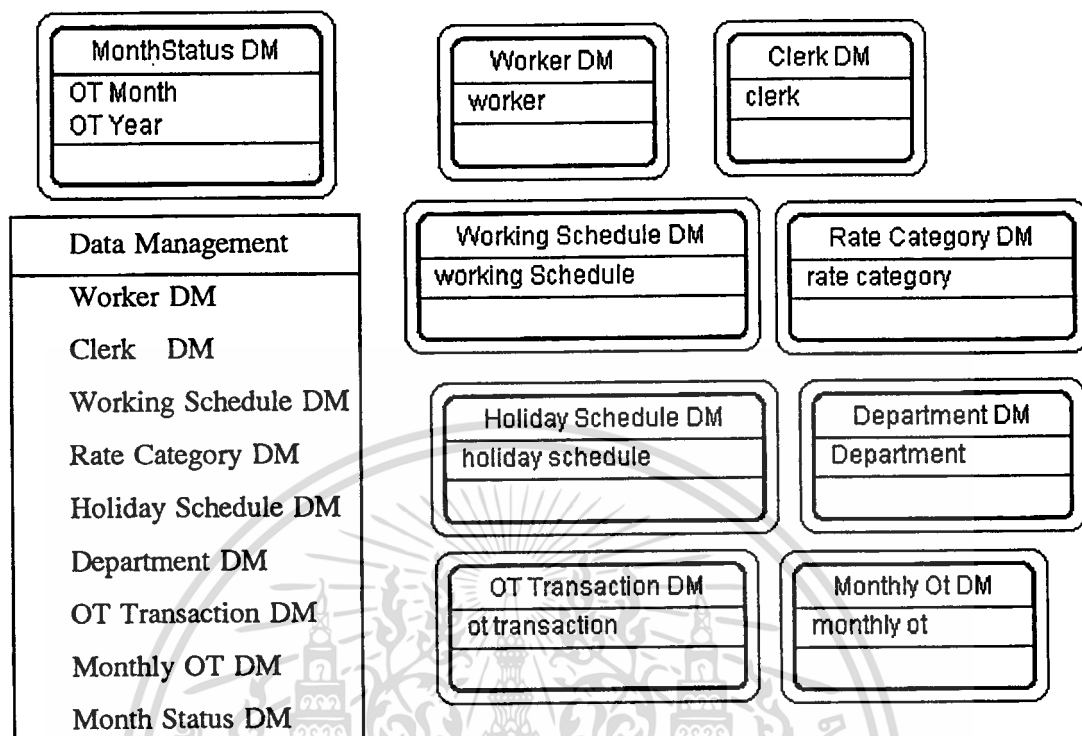 MonthStatus DM
OT Month
OT Year
Worker DM
worker
Clerk DM
clerk
Data Management
Worker DM
Clerk DM
Working Schedule DM
Rate Category DM
Holiday Schedule DM
Department DM
OT Transaction DM
Monthly OT DM
Month Status DM
Working Schedule DM
working Schedule
Rate Category DM
rate category
Holiday Schedule DM
holiday schedule
Department DM
Department
OT Transaction DM
ot transaction
Monthly Ot DM
monthly ot